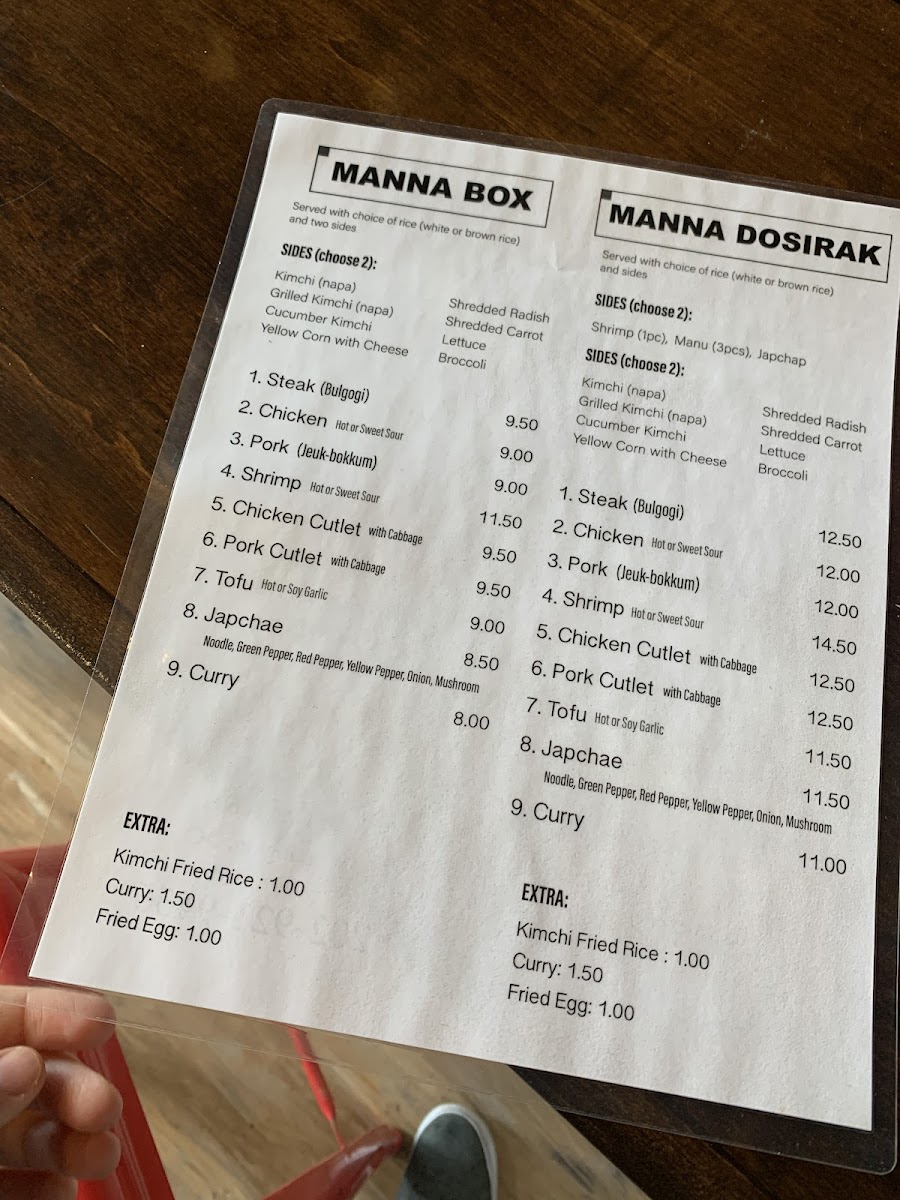 MANNA BOX
Served with choice of rice (white or brown rice)
and two sides
SIDES (choose 2):
Kimchi (napa)
Grilled Kimchi (napa)
Cucumber Kimchi
Yellow Corn with Cheese
Shredded Radish
Shredded Carrot
Lettuce
Broccoli
1. Steak (Bulgogi) 9.50
2. Chicken Hot or Sweet Sour 9.00
3. Pork (Jeuk-bokkum) 9.00
4. Shrimp Hot or Sweet Sour 11.50
5. Chicken Cutlet with Cabbage 9.50
6. Pork Cutlet with Cabbage 9.50
7. Tofu Hot or Soy Garlic 9.00
8. Japchae 8.50
Noodle, Green Pepper, Red Pepper, Yellow Pepper, Onion, Mushroom
9. Curry 8.00
EXTRA:
Kimchi Fried Rice : 1.00
Curry: 1.50
Fried Egg: 1.00
MANNA DOSIRAK
Served with choice of rice (white or brown rice)
and sides
SIDES (choose 2):
Shrimp (1pc), Manu (3pcs), Japchap
SIDES (choose 2):
Kimchi (napa)
Grilled Kimchi (napa)
Cucumber Kimchi
Yellow Corn with Cheese
Shredded Radish
Shredded Carrot
Lettuce
Broccoli
1. Steak (Bulgogi) 12.50
2. Chicken Hot or Sweet Sour 12.00
3. Pork (Jeuk-bokkum) 12.00
4. Shrimp Hot or Sweet Sour 14.50
5. Chicken Cutlet with Cabbage 12.50
6. Pork Cutlet with Cabbage 12.50
7. Tofu Hot or Soy Garlic 11.50
8. Japchae 11.50
Noodle, Green Pepper, Red Pepper, Yellow Pepper, Onion, Mushroom
9. Curry 11.00
EXTRA:
Kimchi Fried Rice : 1.00
Curry: 1.50
Fried Egg: 1.00